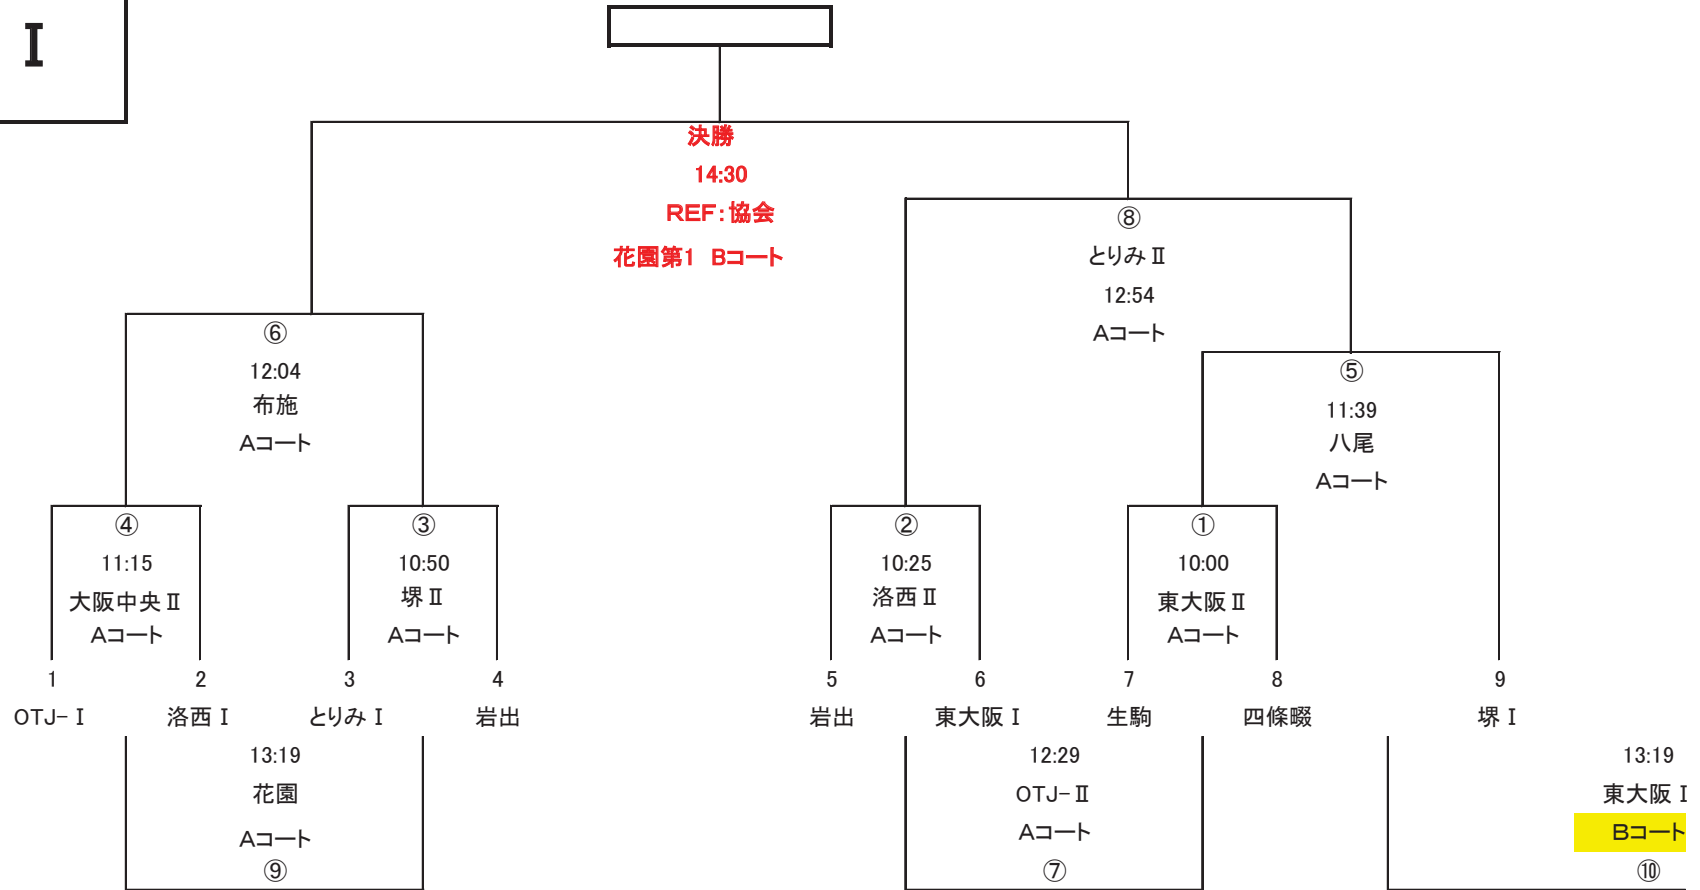 Ⅰ
決勝
14:30
REF:協会
花園第1 Bコート
⑧
とりみⅡ
12:54
Aコート
⑥
12:04
布施
Aコート
⑤
11:39
八尾
Aコート
④
11:15
大阪中央Ⅱ
Aコート
③
10:50
堺Ⅱ
Aコート
②
10:25
洛西Ⅱ
Aコート
①
10:00
東大阪Ⅱ
Aコート
1 2 3 4 5 6 7 8 9
OTJ-Ⅰ 洛西Ⅰ とりみⅠ 岩出 岩出 東大阪Ⅰ 生駒 四條畷 堺Ⅰ
13:19
花園
Aコート
⑨
12:29
OTJ-Ⅱ
Aコート
⑦
13:19
東大阪
Bコート
⑩